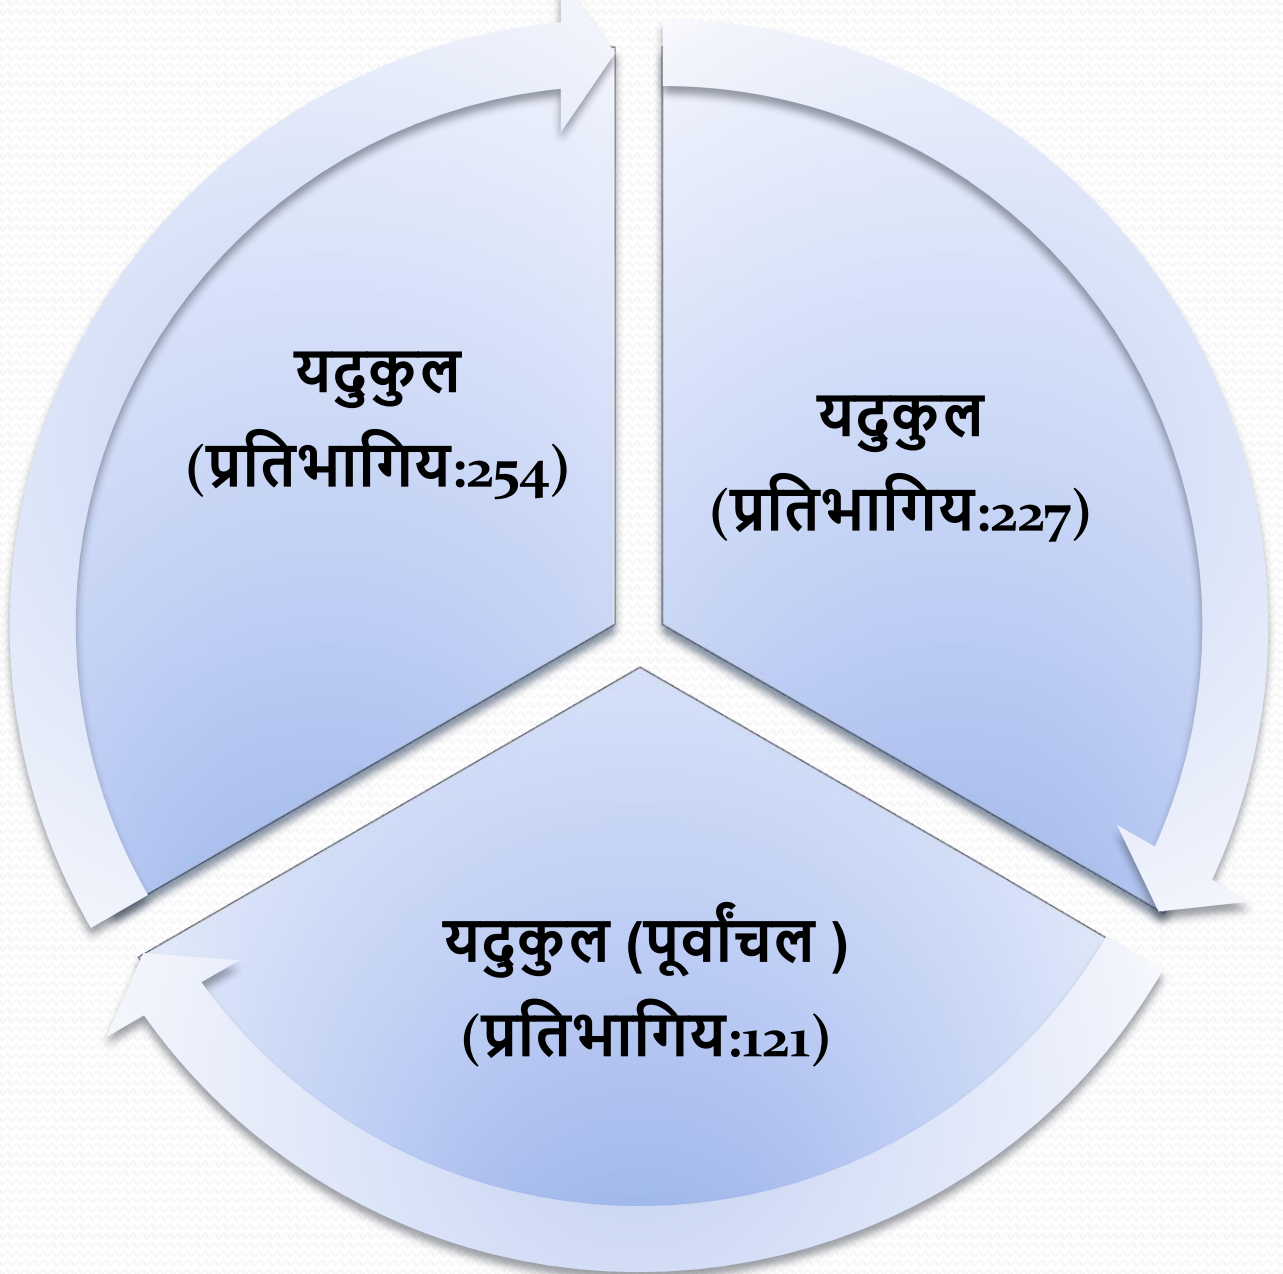 यदुकुल
(प्रतिभागिय:254)
यदुकुल
(प्रतिभागिय:227)
यदुकुल (पूर्वांचल )
(प्रतिभागिय:121)